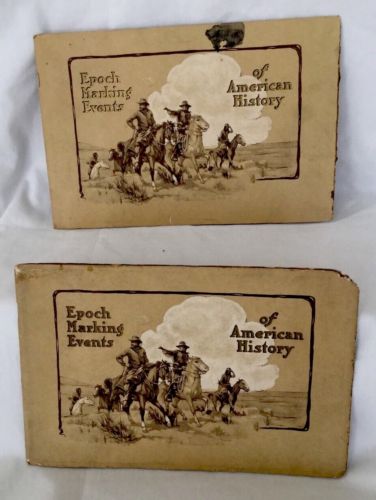 Epoch
Marking
Events
of
American
History
Epoch
Marking
Events
of
American
History